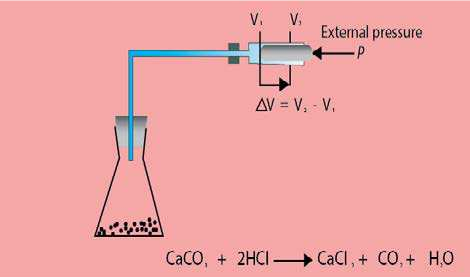 V₁ V₂
External pressure
P
ΔV = V₂ - V₁
CaCO₃ + 2HCl ⟶ CaCl₂ + CO₂ + H₂O